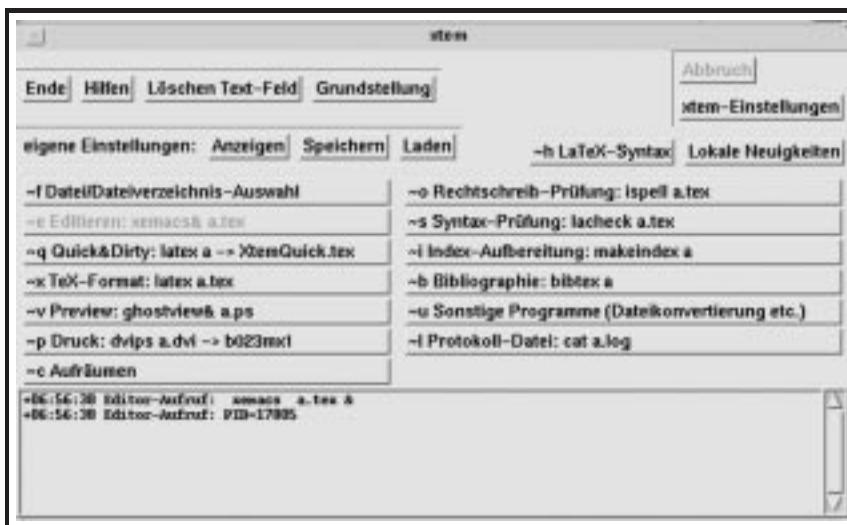 xtem
Abbruch
Ende Hilfen Löschen Text-Feld Grundstellung
xtem-Einstellungen
eigene Einstellungen: Anzeigen Speichern Laden
~h LaTeX-Syntax Lokale Neuigkeiten
~f Datei/Dateiverzeichnis-Auswahl
~e Editieren: xemacs& a.tex
~q Quick&Dirty: latex a -> XtemQuick.tex
~x TeX-Format: latex a.tex
~v Preview: ghostview& a.ps
~p Druck: dvips a.dvi -> b023mx1
~c Aufräumen
~o Rechtschreib-Prüfung: ispell a.tex
~s Syntax-Prüfung: lacheck a.tex
~i Index-Aufbereitung: makeindex a
~b Bibliographie: bibtex a
~u Sonstige Programme (Dateikonvertierung etc.)
~l Protokoll-Datei: cat a.log
+06:56:30 Editor-Aufruf: xemacs a.tex &
+06:56:30 Editor-Aufruf: PID=17005